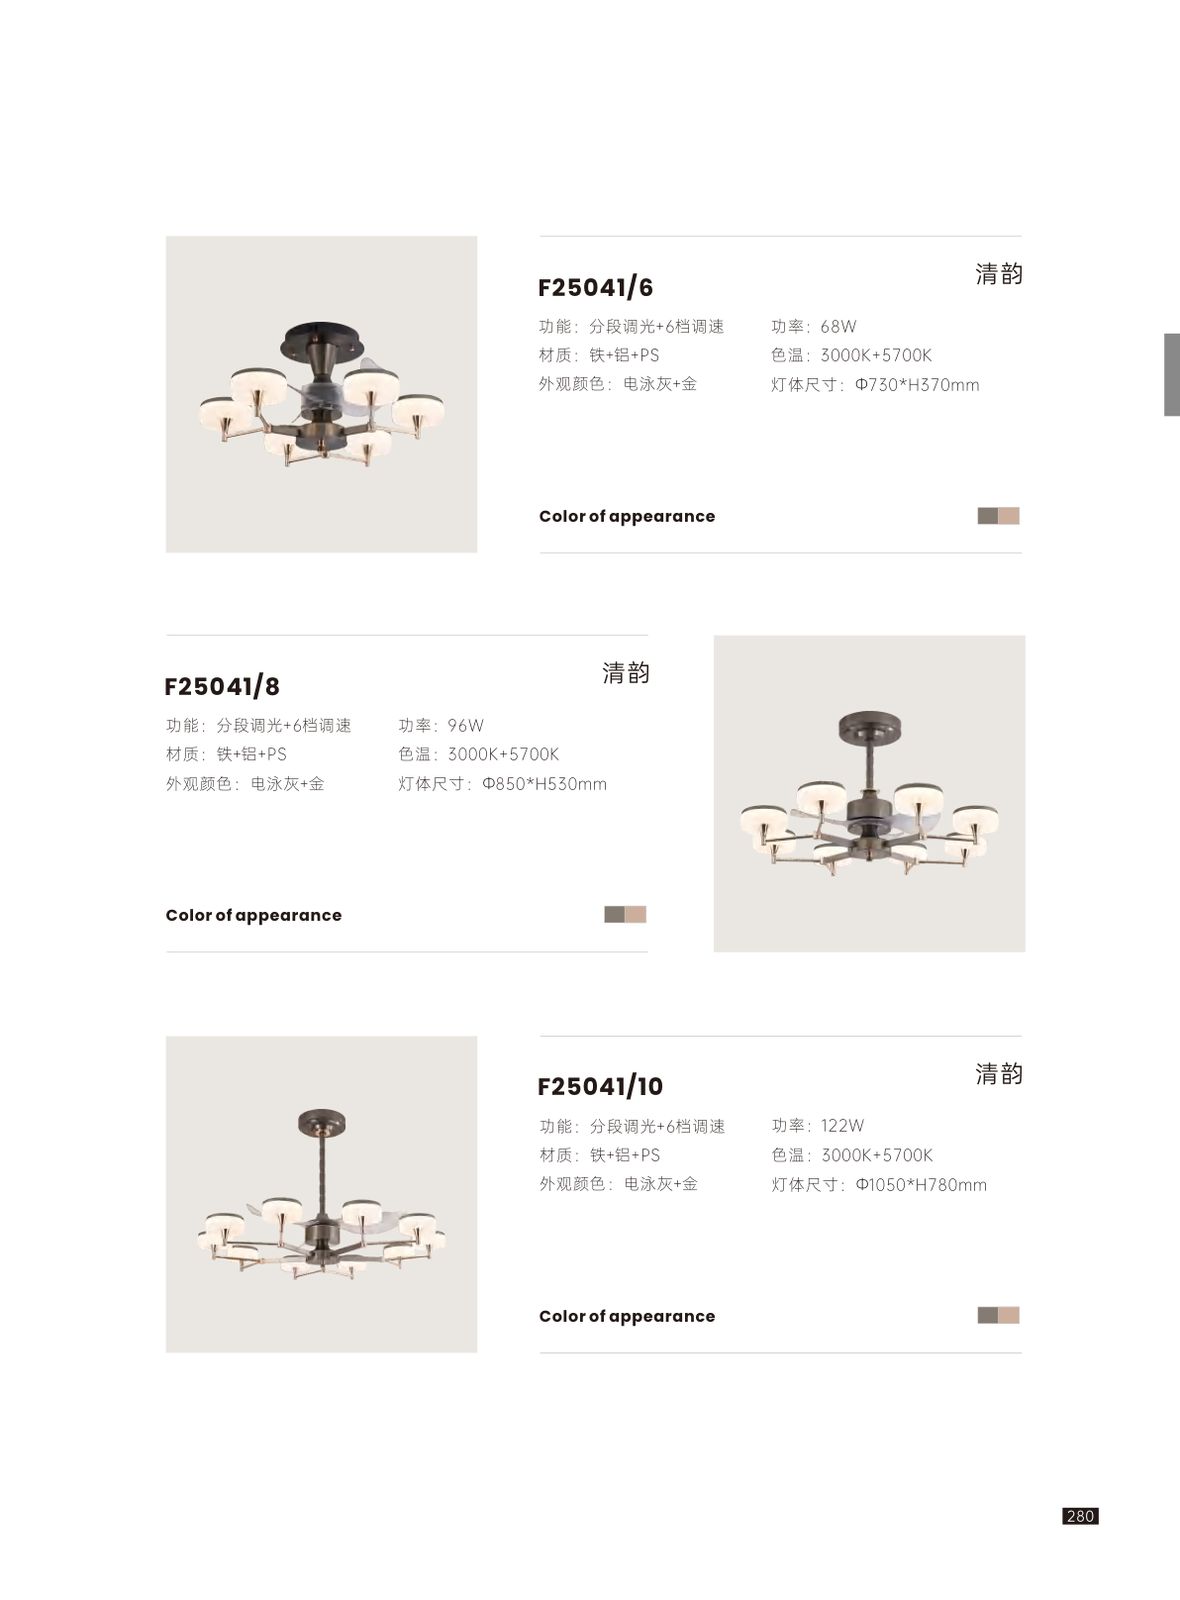 清韵
F25041/6
功能：分段调光+6档调速
功率：68W
材质：铁+铝+PS
色温：3000K+5700K
外观颜色：电泳灰+金
灯体尺寸：Φ730*H370mm
Color of appearance
清韵
F25041/8
功能：分段调光+6档调速
功率：96W
材质：铁+铝+PS
色温：3000K+5700K
外观颜色：电泳灰+金
灯体尺寸：Φ850*H530mm
Color of appearance
清韵
F25041/10
功能：分段调光+6档调速
功率：122W
材质：铁+铝+PS
色温：3000K+5700K
外观颜色：电泳灰+金
灯体尺寸：Φ1050*H780mm
Color of appearance
280